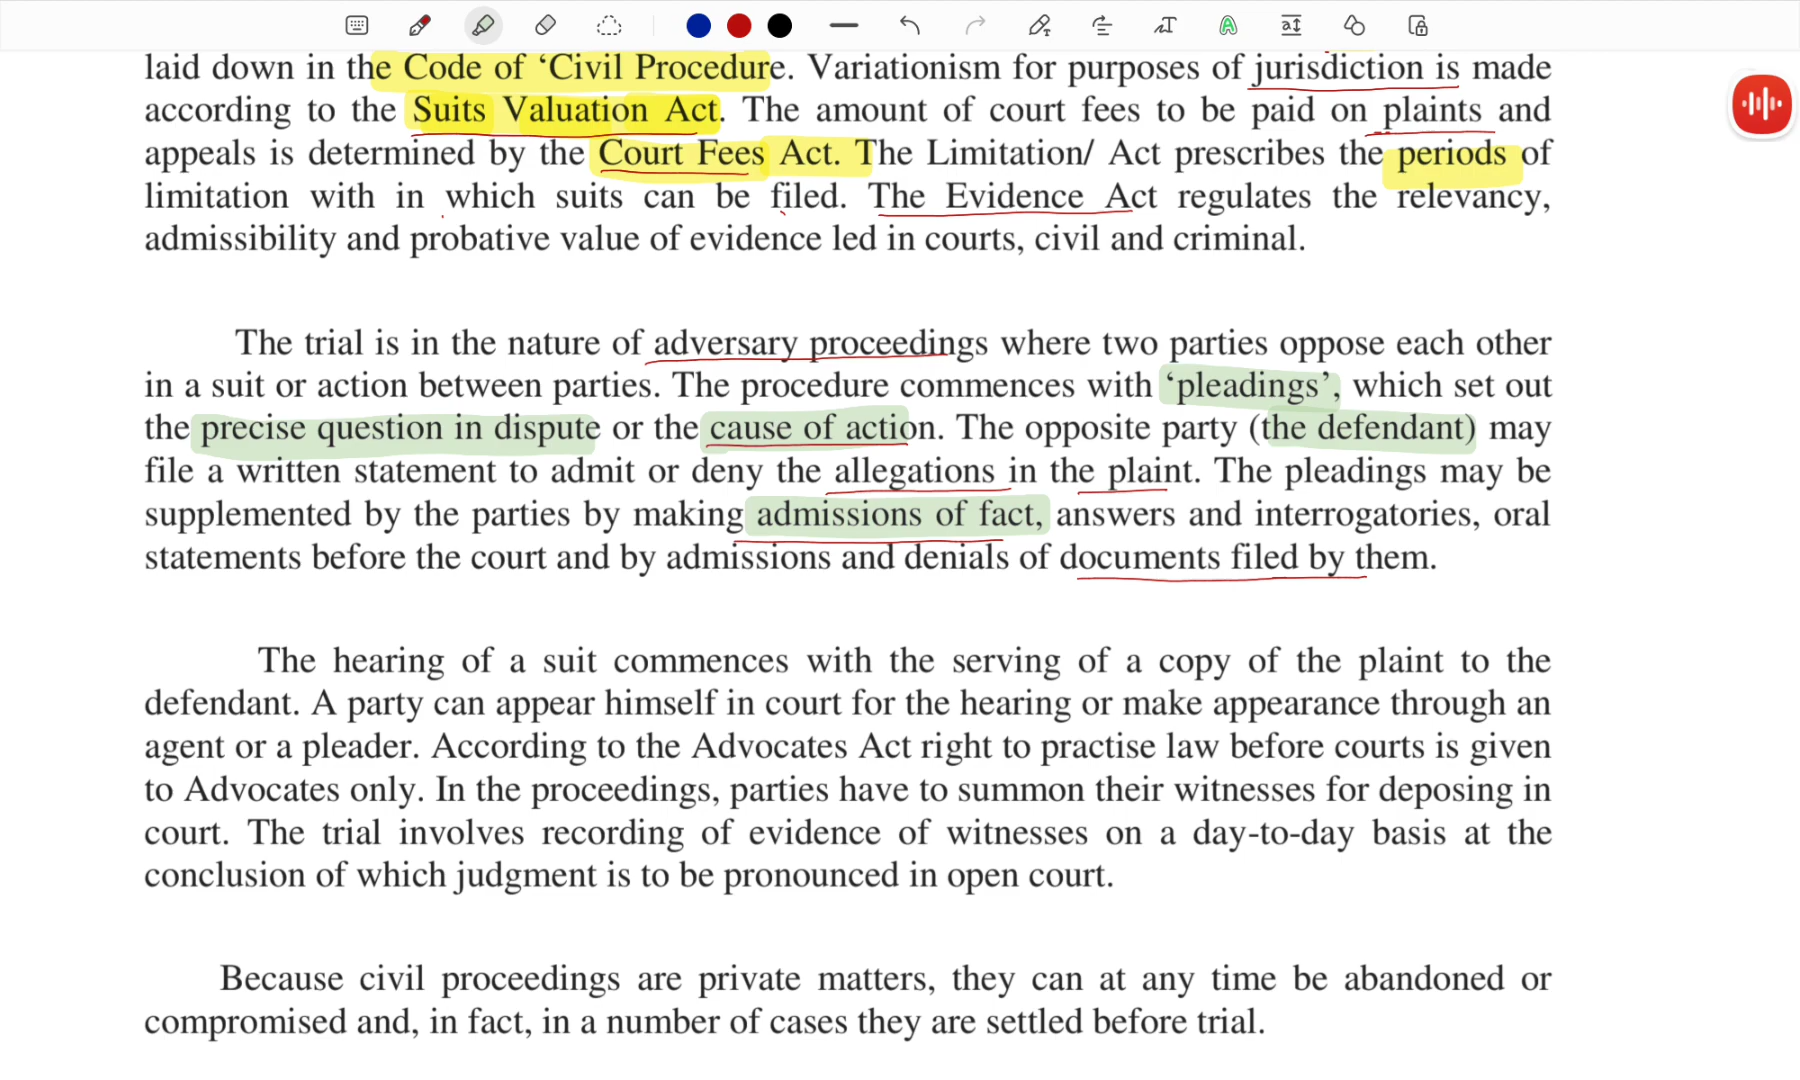 laid down in the Code of ‘Civil Procedure. Variationism for purposes of jurisdiction is made
according to the Suits Valuation Act. The amount of court fees to be paid on plaints and
appeals is determined by the Court Fees Act. The Limitation/ Act prescribes the periods of
limitation with in which suits can be filed. The Evidence Act regulates the relevancy,
admissibility and probative value of evidence led in courts, civil and criminal.
The trial is in the nature of adversary proceedings where two parties oppose each other
in a suit or action between parties. The procedure commences with ‘pleadings’, which set out
the precise question in dispute or the cause of action. The opposite party (the defendant) may
file a written statement to admit or deny the allegations in the plaint. The pleadings may be
supplemented by the parties by making admissions of fact, answers and interrogatories, oral
statements before the court and by admissions and denials of documents filed by them.
The hearing of a suit commences with the serving of a copy of the plaint to the
defendant. A party can appear himself in court for the hearing or make appearance through an
agent or a pleader. According to the Advocates Act right to practise law before courts is given
to Advocates only. In the proceedings, parties have to summon their witnesses for deposing in
court. The trial involves recording of evidence of witnesses on a day-to-day basis at the
conclusion of which judgment is to be pronounced in open court.
Because civil proceedings are private matters, they can at any time be abandoned or
compromised and, in fact, in a number of cases they are settled before trial.